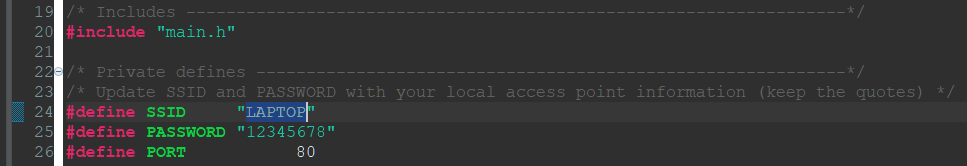 19 /* Includes ------------------------------------------------------------------*/
20 #include "main.h"
21
22 /* Private defines -----------------------------------------------------------*/
23 /* Update SSID and PASSWORD with your local access point information (keep the quotes) */
24 #define SSID     "LAPTOP"
25 #define PASSWORD "12345678"
26 #define PORT           80